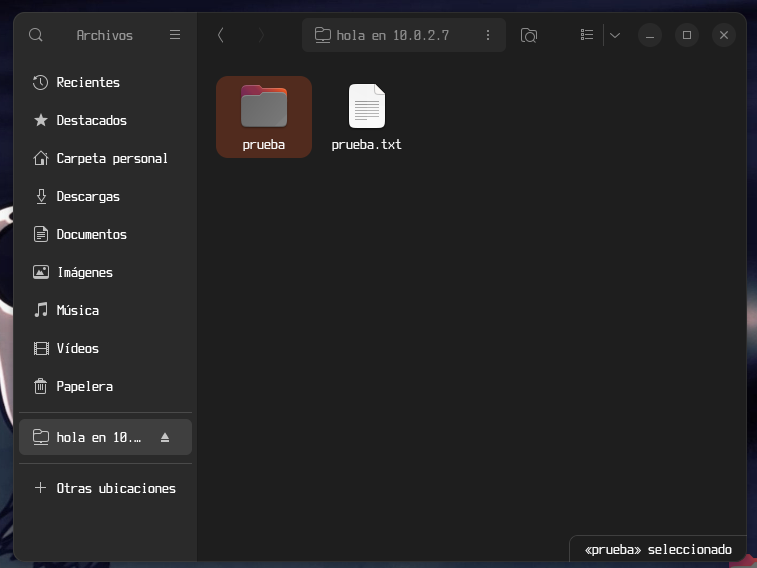 Archivos
hola en 10.0.2.7
Recientes
Destacados
Carpeta personal
Descargas
Documentos
Imágenes
Música
Vídeos
Papelera
hola en 10.…
Otras ubicaciones
prueba
prueba.txt
«prueba» seleccionado